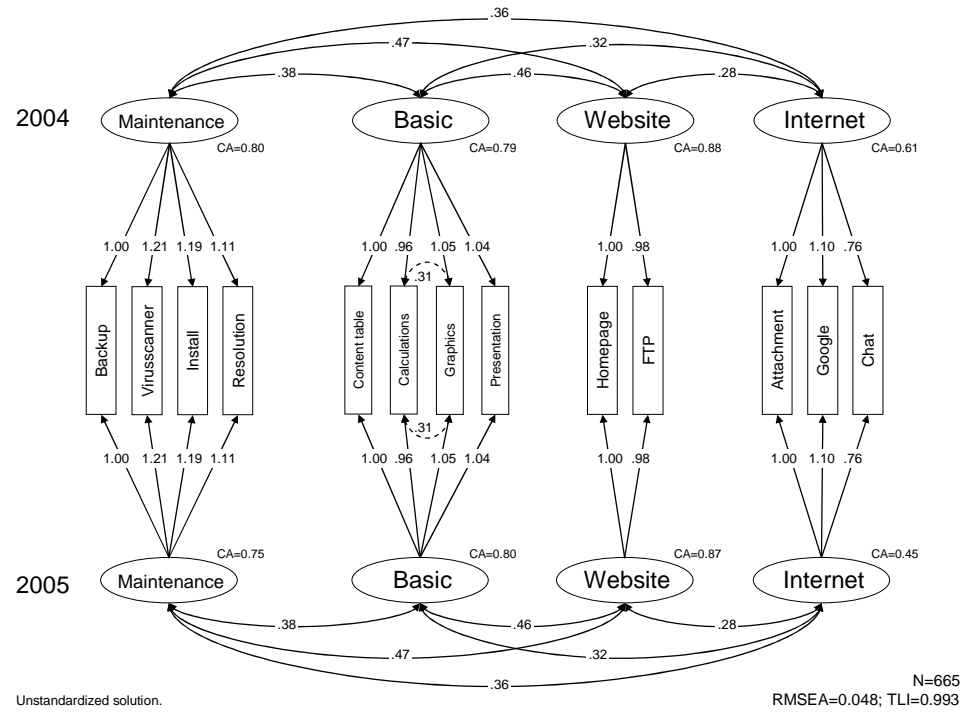 .36
.47 .32
.38 .46 .28
2004 Maintenance Basic Website Internet
CA=0.80 CA=0.79 CA=0.88 CA=0.61
1.00 1.21 1.19 1.11 1.00 .96 1.05 1.04 1.00 .98 1.00 1.10 .76
.31
Backup Virusscanner Install Resolution Content table Calculations Graphics Presentation Homepage FTP Attachment Google Chat
.31
1.00 1.21 1.19 1.11 1.00 .96 1.05 1.04 1.00 .98 1.00 1.10 .76
CA=0.75 CA=0.80 CA=0.87 CA=0.45
2005 Maintenance Basic Website Internet
.38 .46 .28
.47 .32
.36
N=665
Unstandardized solution. RMSEA=0.048; TLI=0.993